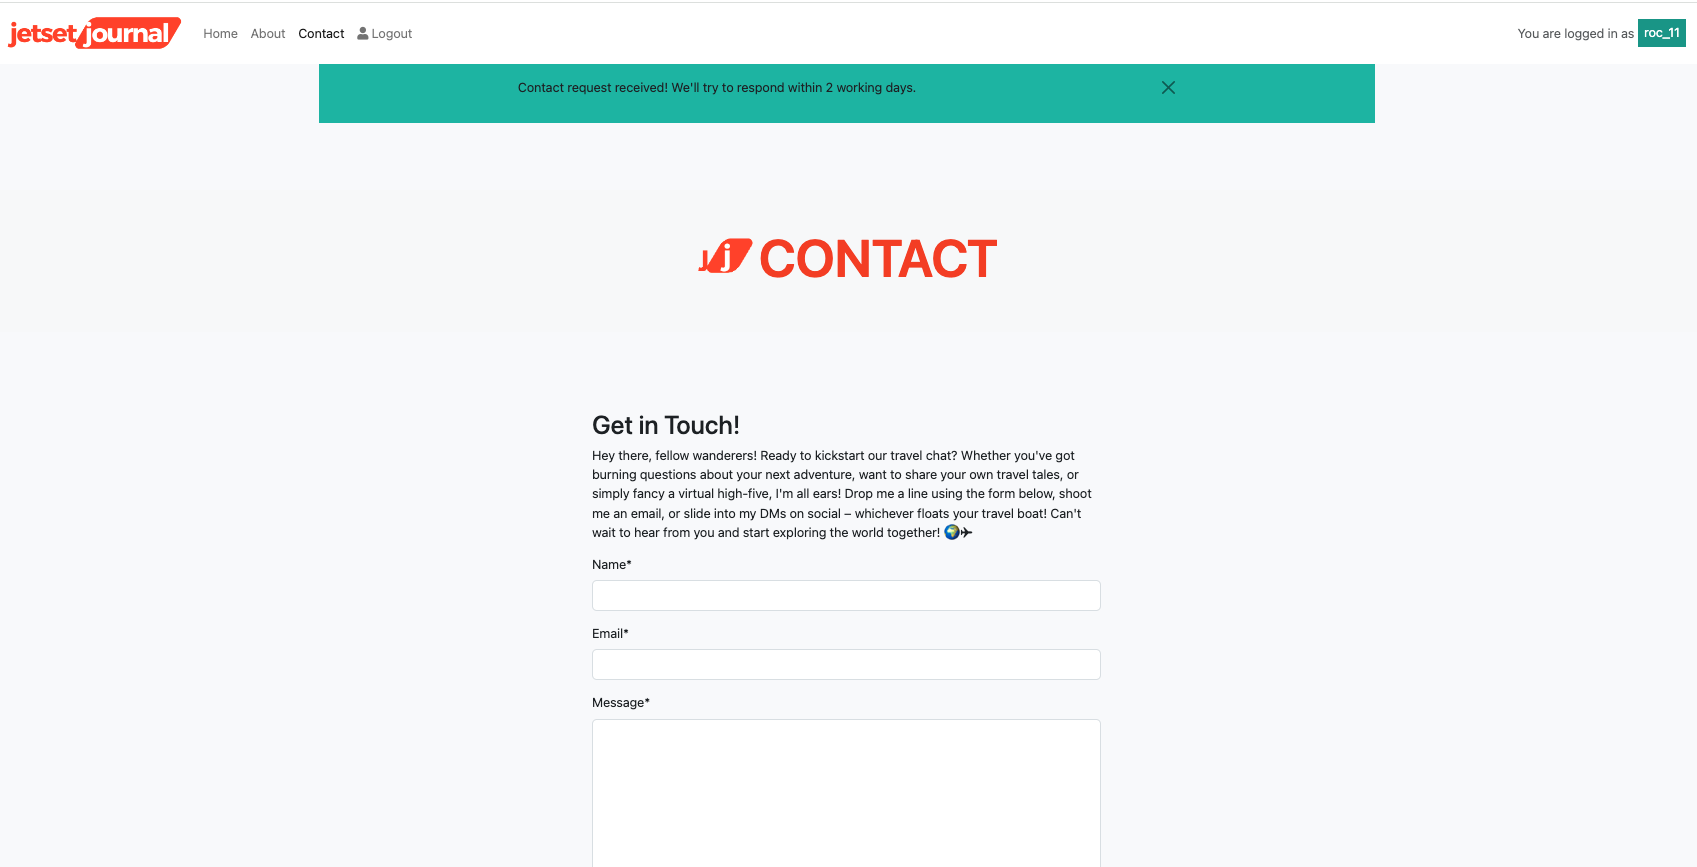 jetset journal Home About Contact Logout You are logged in as roc_11
Contact request received! We'll try to respond within 2 working days.
jj CONTACT
Get in Touch!
Hey there, fellow wanderers! Ready to kickstart our travel chat? Whether you've got
burning questions about your next adventure, want to share your own travel tales, or
simply fancy a virtual high-five, I'm all ears! Drop me a line using the form below, shoot
me an email, or slide into my DMs on social – whichever floats your travel boat! Can't
wait to hear from you and start exploring the world together! 🌍✈
Name*
Email*
Message*